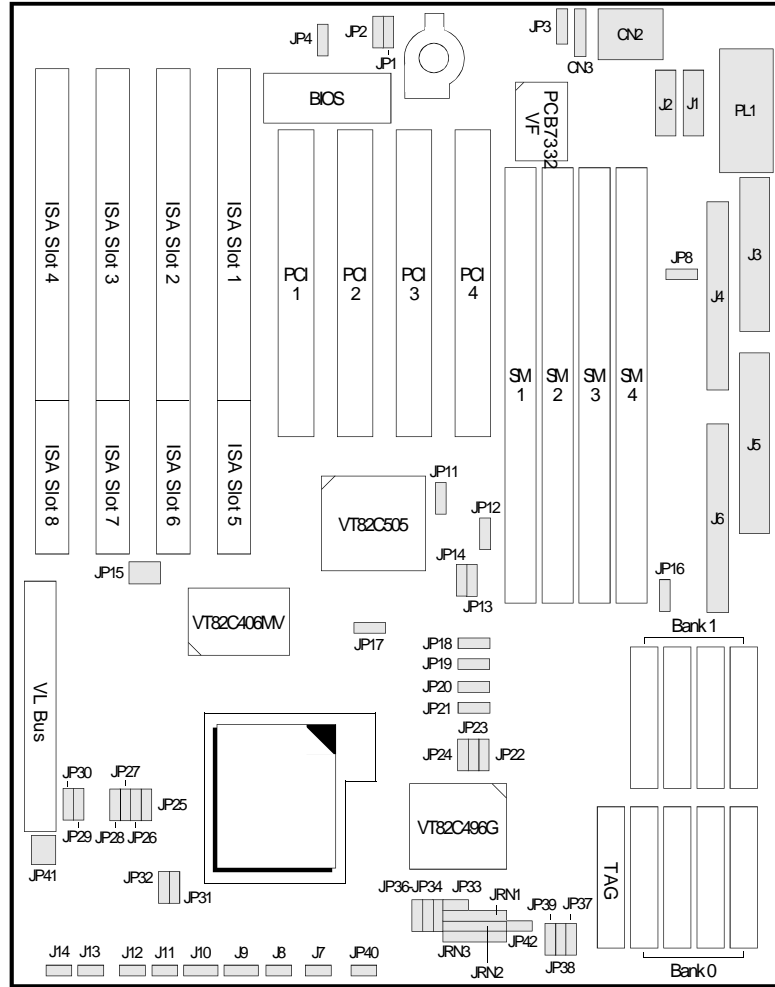 JP4
JP2
JP1
JP3
CN3
CN2
BIOS
PCB7332
VF
J2
J1
PL1
ISA Slot 4
ISA Slot 3
ISA Slot 2
ISA Slot 1
PCI
1
PCI
2
PCI
3
PCI
4
JP8
J4
J3
SM
1
SM
2
SM
3
SM
4
ISA Slot 8
ISA Slot 7
ISA Slot 6
ISA Slot 5
JP11
VT82C505
JP12
J6
J5
JP15
JP14
JP13
JP16
VT82C406MV
JP17
Bank 1
JP18
JP19
JP20
JP21
VL Bus
JP23
JP24
JP22
JP30
JP27
JP25
JP29
JP28
JP26
VT82C496G
JP41
TAG
JP32
JP31
JP36-JP34
JP33
JRN1
JP39
JP37
JP42
JRN3
JRN2
JP38
J14
J13
J12
J11
J10
J9
J8
J7
JP40
Bank 0